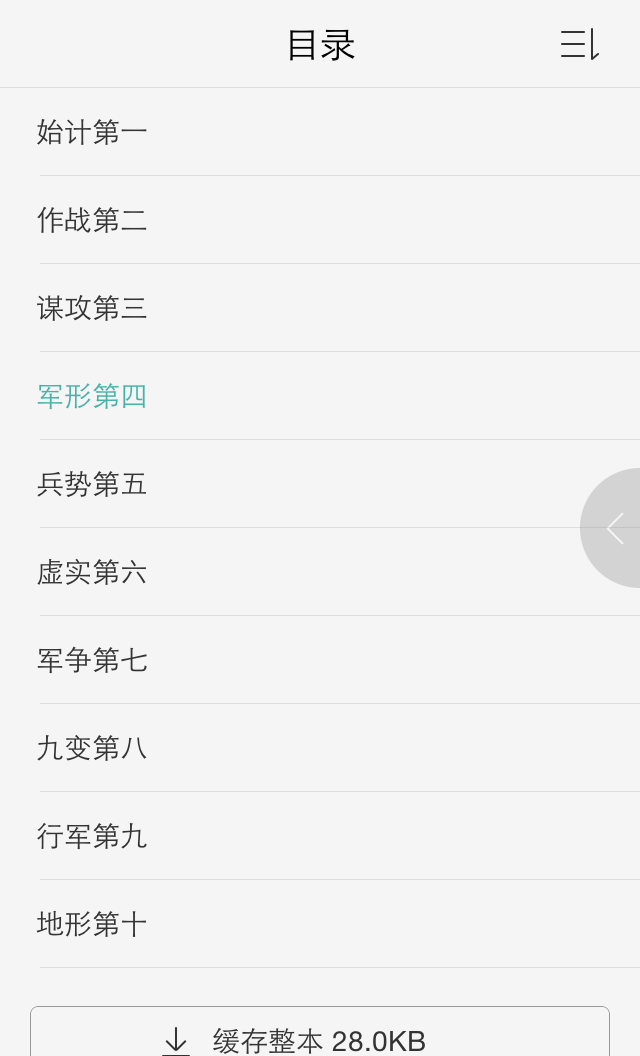 目录
始计第一
作战第二
谋攻第三
军形第四
兵势第五
虚实第六
军争第七
九变第八
行军第九
地形第十
缓存整本 28.0KB